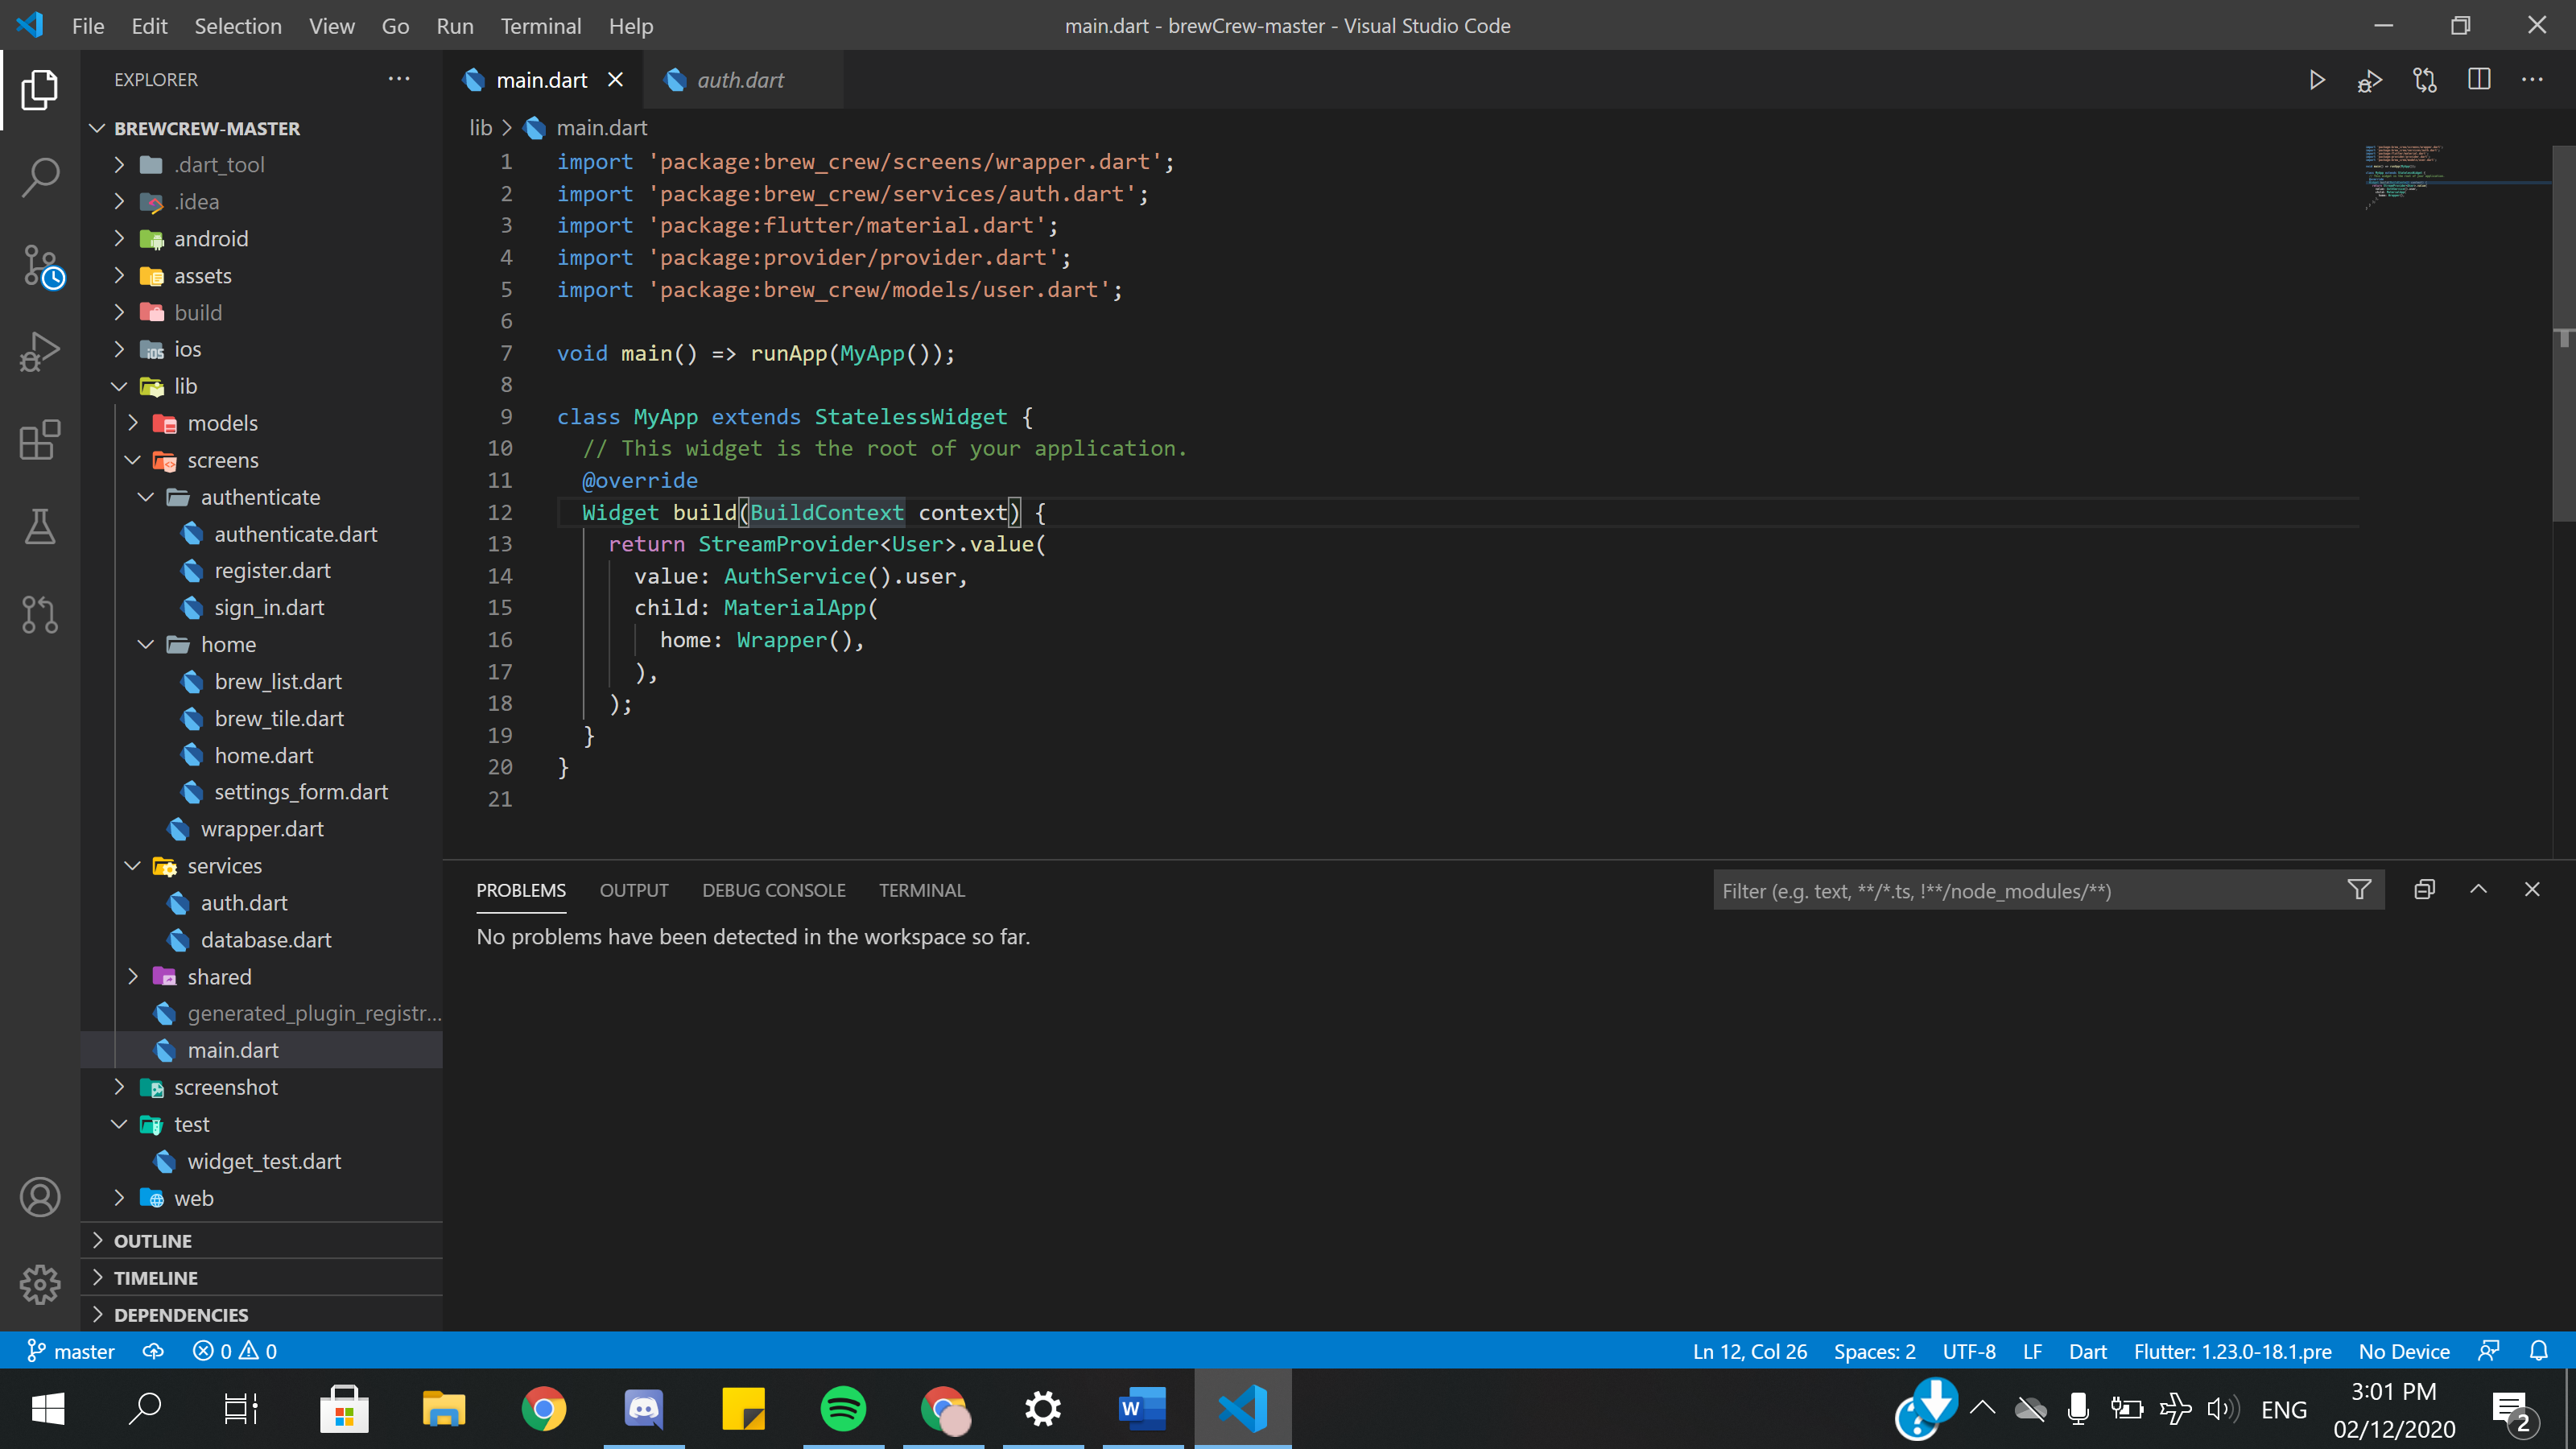 File Edit Selection View Go Run Terminal Help
main.dart - brewCrew-master - Visual Studio Code
EXPLORER
main.dart
auth.dart
BREWCREW-MASTER
.dart_tool
.idea
android
assets
build
ios
lib
models
screens
authenticate
authenticate.dart
register.dart
sign_in.dart
home
brew_list.dart
brew_tile.dart
home.dart
settings_form.dart
wrapper.dart
services
auth.dart
database.dart
shared
generated_plugin_registr...
main.dart
screenshot
test
widget_test.dart
web
OUTLINE
TIMELINE
DEPENDENCIES
lib > main.dart
1 import 'package:brew_crew/screens/wrapper.dart';
2 import 'package:brew_crew/services/auth.dart';
3 import 'package:flutter/material.dart';
4 import 'package:provider/provider.dart';
5 import 'package:brew_crew/models/user.dart';
6
7 void main() => runApp(MyApp());
8
9 class MyApp extends StatelessWidget {
10 // This widget is the root of your application.
11 @override
12 Widget build(BuildContext context) {
13 return StreamProvider<User>.value(
14 value: AuthService().user,
15 child: MaterialApp(
16 home: Wrapper(),
17 ),
18 );
19 }
20 }
21
PROBLEMS OUTPUT DEBUG CONSOLE TERMINAL
Filter (e.g. text, **/*.ts, !**/node_modules/**)
No problems have been detected in the workspace so far.
master 0 0
Ln 12, Col 26 Spaces: 2 UTF-8 LF Dart Flutter: 1.23.0-18.1.pre No Device
W
ENG
3:01 PM
02/12/2020
2